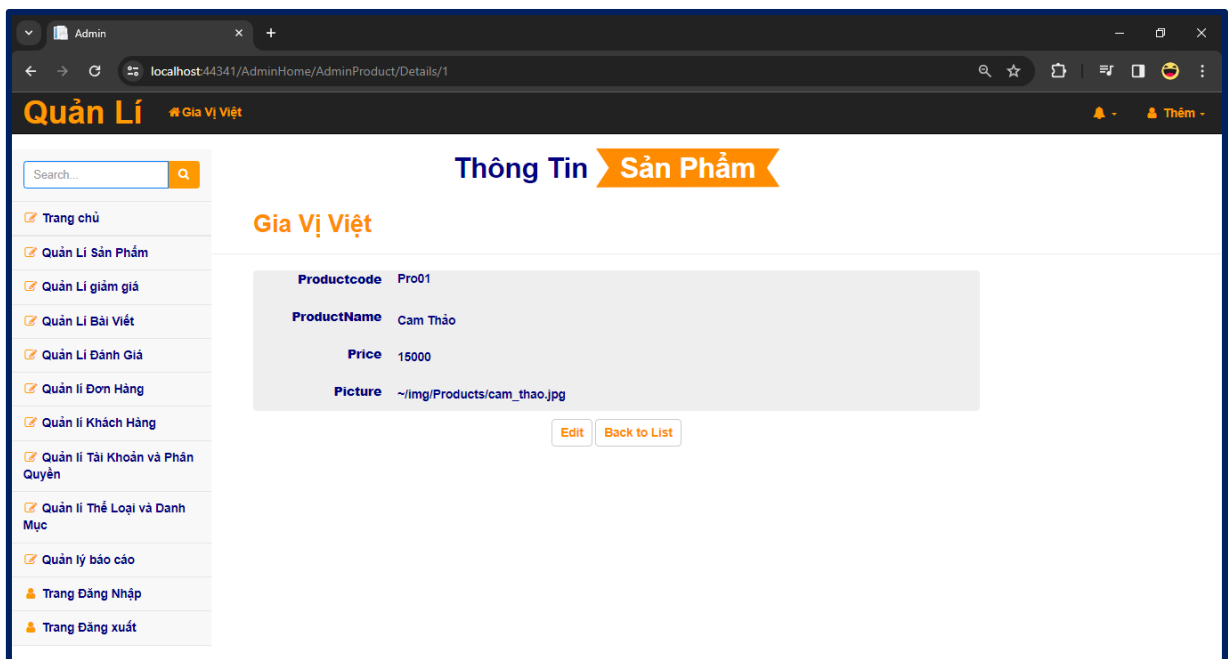 Admin
localhost:44341/AdminHome/AdminProduct/Details/1
Quản Lí
Gia Vị Việt
Thêm
Search...
Thông Tin Sản Phẩm
Trang chủ
Quản Lí Sản Phẩm
Quản Lí giảm giá
Quản Lí Bài Viết
Quản Lí Đánh Giá
Quản lí Đơn Hàng
Quản lí Khách Hàng
Quản lí Tài Khoản và Phân
Quyền
Quản lí Thể Loại và Danh
Mục
Quản lý báo cáo
Trang Đăng Nhập
Trang Đăng xuất
Gia Vị Việt
Productcode Pro01
ProductName Cam Thảo
Price 15000
Picture ~/img/Products/cam_thao.jpg
Edit Back to List